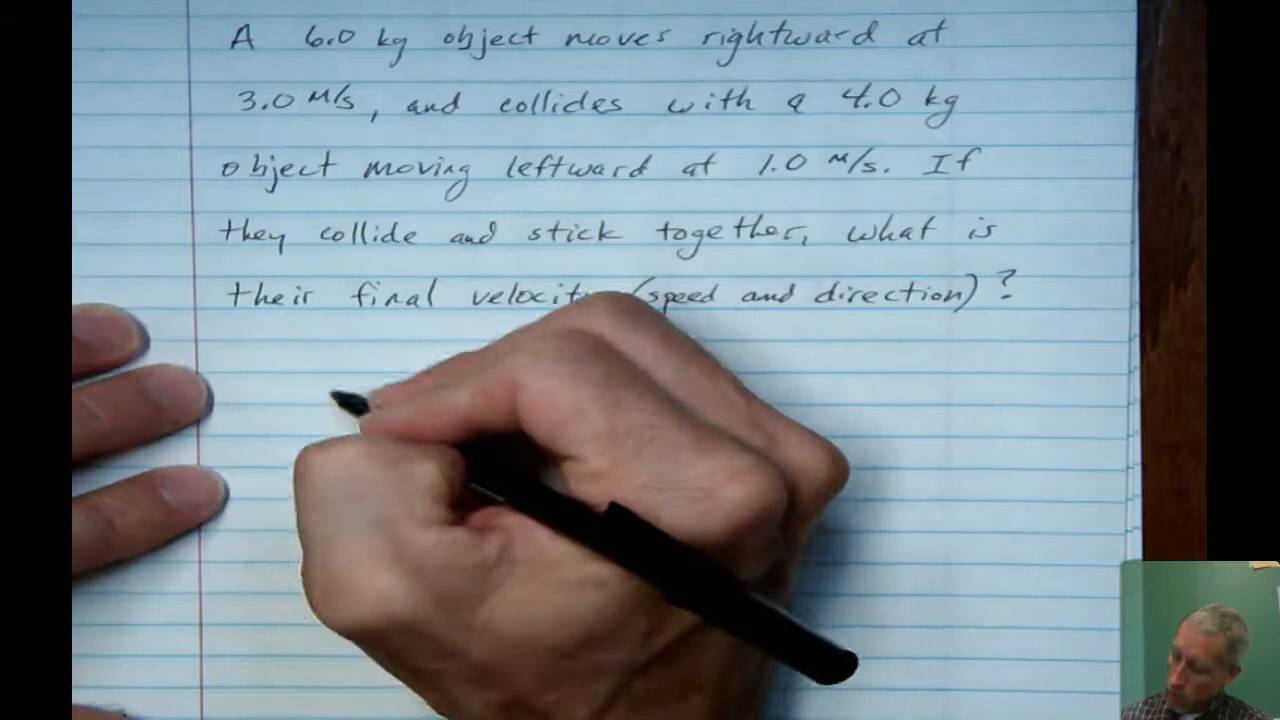 A 6.0 kg object moves rightward at
3.0 m/s, and collides with a 4.0 kg
object moving leftward at 1.0 m/s. If
they collide and stick together, what is
their final velocity (speed and direction)?